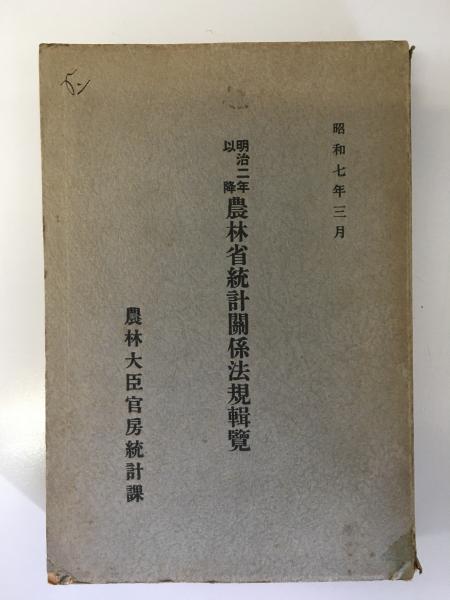 昭和七年三月
明治二年以降農林省統計關係法規輯覽
農林大臣官房統計課